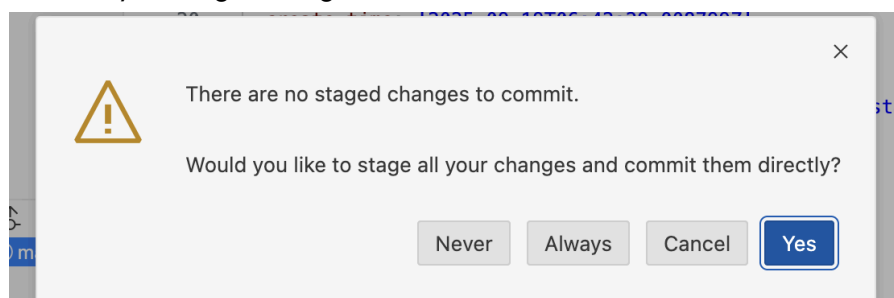 There are no staged changes to commit.
Would you like to stage all your changes and commit them directly?
st
m
Never Always Cancel Yes